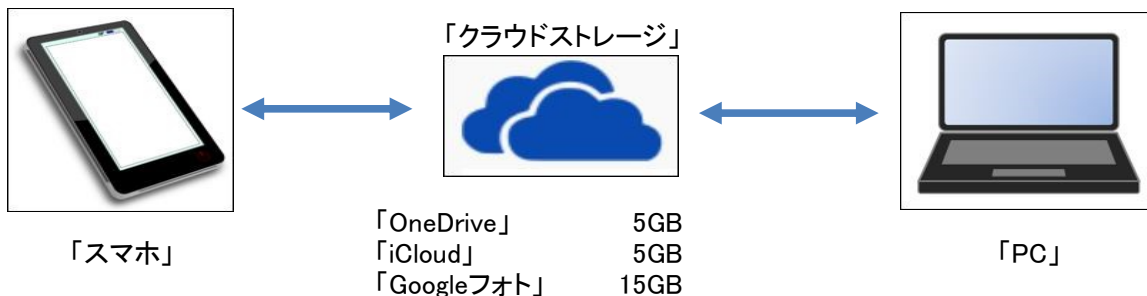 「クラウドストレージ」
「スマホ」
「OneDrive」 5GB
「iCloud」 5GB
「Googleフォト」 15GB
「PC」